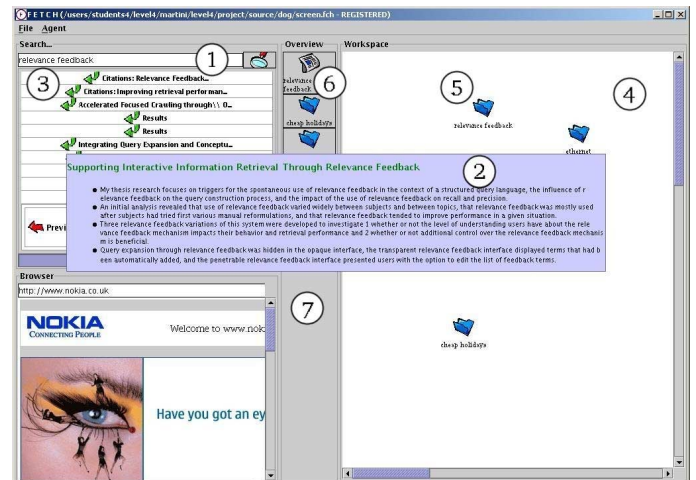 F E T C H (/users/students4/level4/martini/level4/project/source/dog/screen.fch - REGISTERED)
File Agent
Search...
relevance feedback
1
3
Citations: Relevance Feedback...
Citations: Improving retrieval performan...
Accelerated Focused Crawling through\\ O...
Results
Results
Integrating Query Expansion and Conceptu...
Previ
Overview
relevance
feedback
6
cheap holidays
Workspace
5
4
relevance feedback
ethernet
2
Supporting Interactive Information Retrieval Through Relevance Feedback
● My thesis research focuses on triggers for the spontaneous use of relevance feedback in the context of a structured query language, the influence of r
elevance feedback on the query construction process, and the impact of the use of relevance feedback on recall and precision.
● An initial analysis revealed that use of relevance feedback varied widely between subjects and between topics, that relevance feedback was mostly used
after subjects had tried first various manual reformulations, and that relevance feedback tended to improve performance in a given situation.
● Three relevance feedback variations of this system were developed to investigate 1 whether or not the level of understanding users have about the rele
vance feedback mechanism impacts their behavior and retrieval performance and 2 whether or not additional control over the relevance feedback mechanis
m is beneficial.
● Query expansion through relevance feedback was hidden in the opaque interface, the transparent relevance feedback interface displayed terms that had b
een automatically added, and the penetrable relevance feedback interface presented users with the option to edit the list of feedback terms.
7
cheap holidays
Browser
http://www.nokia.co.uk
NOKIA
CONNECTING PEOPLE
Welcome to www.nok
Have you got an ey